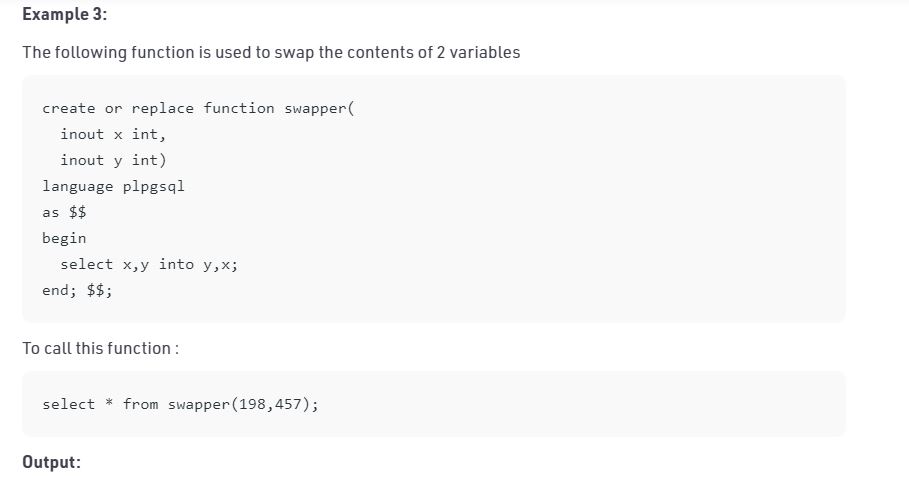 Example 3:
The following function is used to swap the contents of 2 variables
create or replace function swapper(
  inout x int,
  inout y int)
language plpgsql
as $$
begin
  select x,y into y,x;
end; $$;
To call this function :
select * from swapper(198,457);
Output: